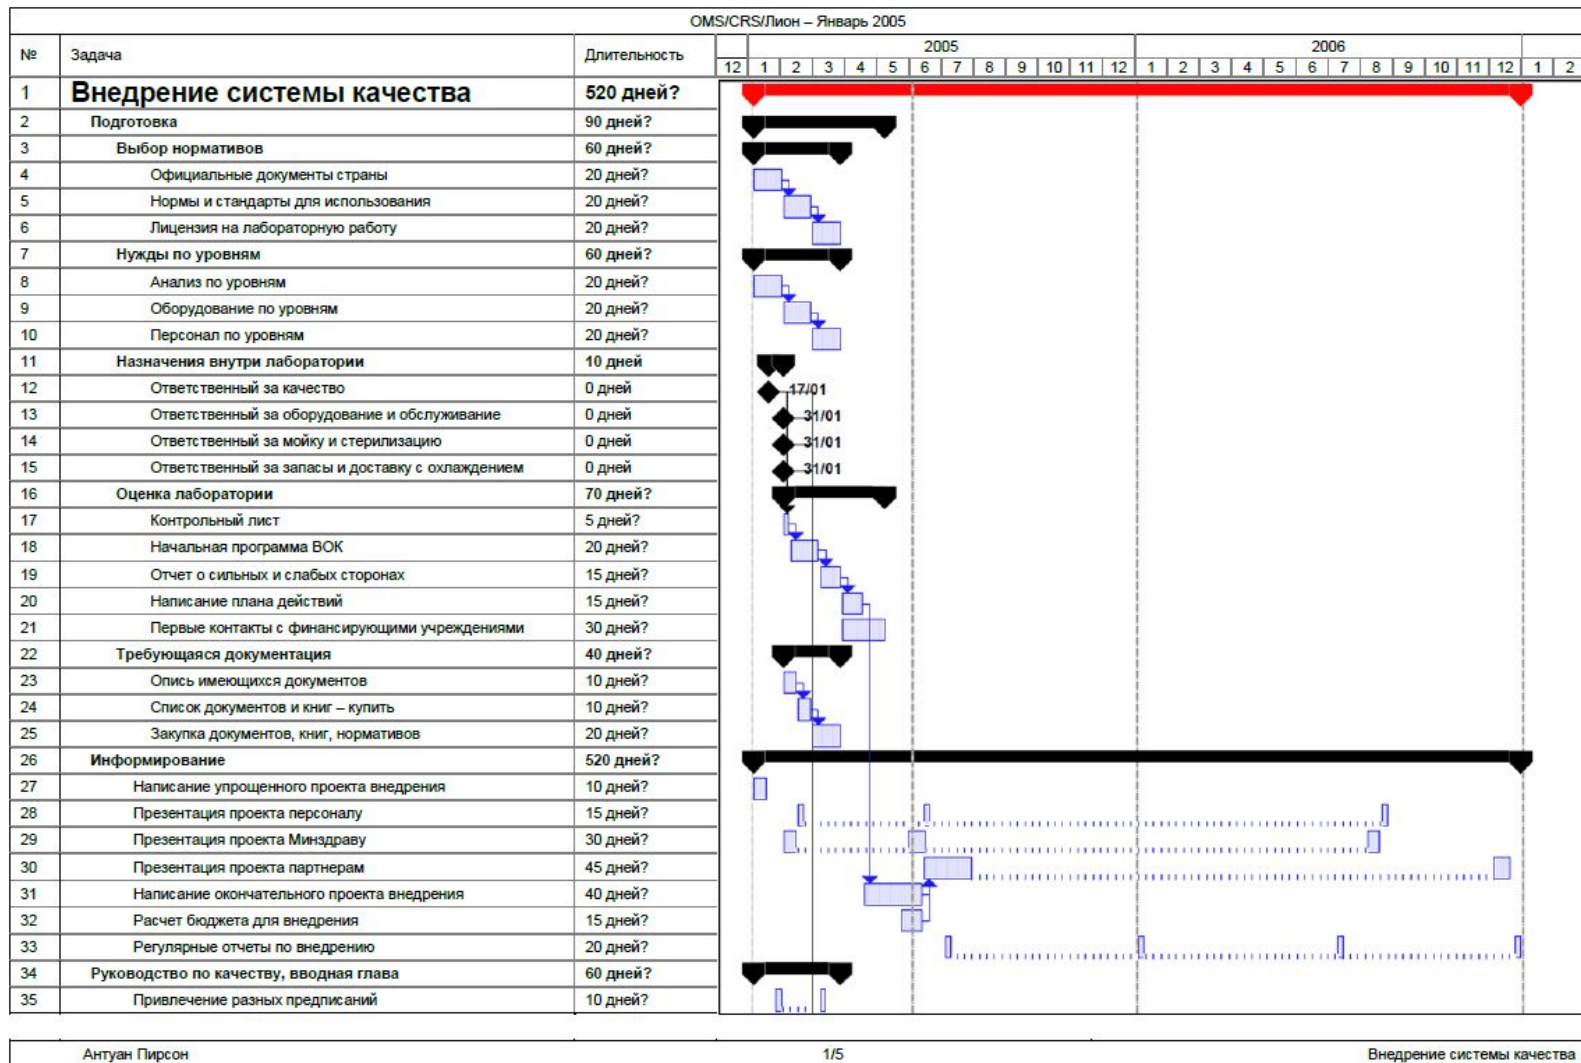 OMS/CRS/Лион – Январь 2005
№ Задача Длительность 2005 2006
12 1 2 3 4 5 6 7 8 9 10 11 12 1 2 3 4 5 6 7 8 9 10 11 12 1 2
1 Внедрение системы качества 520 дней?
2 Подготовка 90 дней?
3 Выбор нормативов 60 дней?
4 Официальные документы страны 20 дней?
5 Нормы и стандарты для использования 20 дней?
6 Лицензия на лабораторную работу 20 дней?
7 Нужды по уровням 60 дней?
8 Анализ по уровням 20 дней?
9 Оборудование по уровням 20 дней?
10 Персонал по уровням 20 дней?
11 Назначения внутри лаборатории 10 дней
12 Ответственный за качество 0 дней 17/01
13 Ответственный за оборудование и обслуживание 0 дней 31/01
14 Ответственный за мойку и стерилизацию 0 дней 31/01
15 Ответственный за запасы и доставку с охлаждением 0 дней 31/01
16 Оценка лаборатории 70 дней?
17 Контрольный лист 5 дней?
18 Начальная программа ВОК 20 дней?
19 Отчет о сильных и слабых сторонах 15 дней?
20 Написание плана действий 15 дней?
21 Первые контакты с финансирующими учреждениями 30 дней?
22 Требующаяся документация 40 дней?
23 Опись имеющихся документов 10 дней?
24 Список документов и книг – купить 10 дней?
25 Закупка документов, книг, нормативов 20 дней?
26 Информирование 520 дней?
27 Написание упрощенного проекта внедрения 10 дней?
28 Презентация проекта персоналу 15 дней?
29 Презентация проекта Минздраву 30 дней?
30 Презентация проекта партнерам 45 дней?
31 Написание окончательного проекта внедрения 40 дней?
32 Расчет бюджета для внедрения 15 дней?
33 Регулярные отчеты по внедрению 20 дней?
34 Руководство по качеству, вводная глава 60 дней?
35 Привлечение разных предписаний 10 дней?
Антуан Пирсон 1/5 Внедрение системы качества